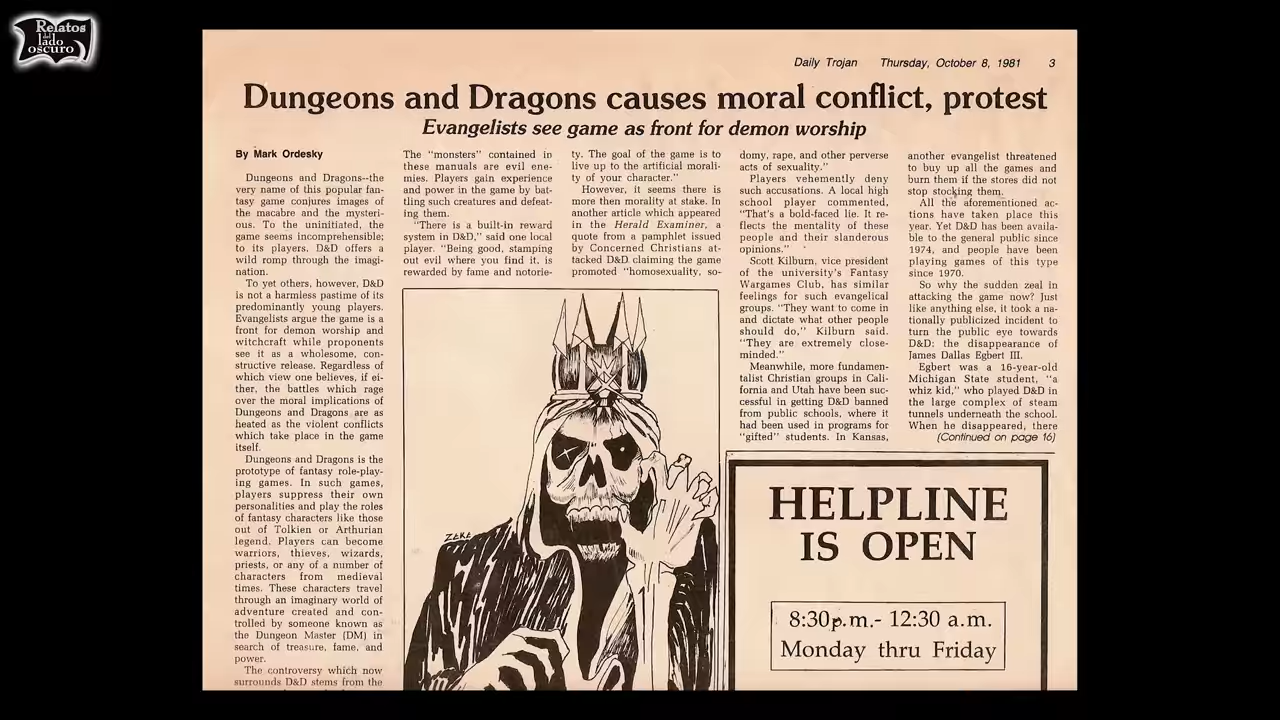 Relatos
del
lado
oscuro
Daily Trojan Thursday, October 8, 1981 3
Dungeons and Dragons causes moral conflict, protest
Evangelists see game as front for demon worship
By Mark Ordesky
Dungeons and Dragons--the
very name of this popular fan-
tasy game conjures images of
the macabre and the mysteri-
ous. To the uninitiated, the
game seems incomprehensible;
to its players. D&D offers a
wild romp through the imagi-
nation.
To yet others, however, D&D
is not a harmless pastime of its
predominantly young players.
Evangelists argue the game is a
front for demon worship and
witchcraft while proponents
see it as a wholesome, con-
structive release. Regardless of
which view one believes, if ei-
ther, the battles which rage
over the moral implications of
Dungeons and Dragons are as
heated as the violent conflicts
which take place in the game
itself.
Dungeons and Dragons is the
prototype of fantasy role-play-
ing games. In such games,
players suppress their own
personalities and play the roles
of fantasy characters like those
out of Tolkien or Arthurian
legend. Players can become
warriors, thieves, wizards,
priests, or any of a number of
characters from medieval
times. These characters travel
through an imaginary world of
adventure created and con-
trolled by someone known as
the Dungeon Master (DM) in
search of treasure, fame, and
power.
The controversy which now
surrounds D&D stems from the
The "monsters" contained in
these manuals are evil ene-
mies. Players gain experience
and power in the game by bat-
tling such creatures and defeat-
ing them.
"There is a built-in reward
system in D&D," said one local
player. "Being good, stamping
out evil where you find it, is
rewarded by fame and notorie-
ty. The goal of the game is to
live up to the artificial morali-
ty of your character."
However, it seems there is
more then morality at stake. In
another article which appeared
in the Herald Examiner, a
quote from a pamphlet issued
by Concerned Christians at-
tacked D&D claiming the game
promoted "homosexuality, so-
domy, rape, and other perverse
acts of sexuality."
Players vehemently deny
such accusations. A local high
school player commented,
"That's a bold-faced lie. It re-
flects the mentality of these
people and their slanderous
opinions."
Scott Kilburn, vice president
of the university's Fantasy
Wargames Club, has similar
feelings for such evangelical
groups. "They want to come in
and dictate what other people
should do," Kilburn said.
"They are extremely close-
minded."
Meanwhile, more fundamen-
talist Christian groups in Cali-
fornia and Utah have been suc-
cessful in getting D&D banned
from public schools, where it
had been used in programs for
"gifted" students. In Kansas,
another evangelist threatened
to buy up all the games and
burn them if the stores did not
stop stocking them.
All the aforementioned ac-
tions have taken place this
year. Yet D&D has been availa-
ble to the general public since
1974, and people have been
playing games of this type
since 1970.
So why the sudden zeal in
attacking the game now? Just
like anything else, it took a na-
tionally publicized incident to
turn the public eye towards
D&D: the disappearance of
James Dallas Egbert III.
Egbert was a 16-year-old
Michigan State student, "a
whiz kid," who played D&D in
the large complex of steam
tunnels underneath the school.
When he disappeared, there
(Continued on page 16)
ZEKE
HELPLINE
IS OPEN
8:30p.m.- 12:30 a.m.
Monday thru Friday